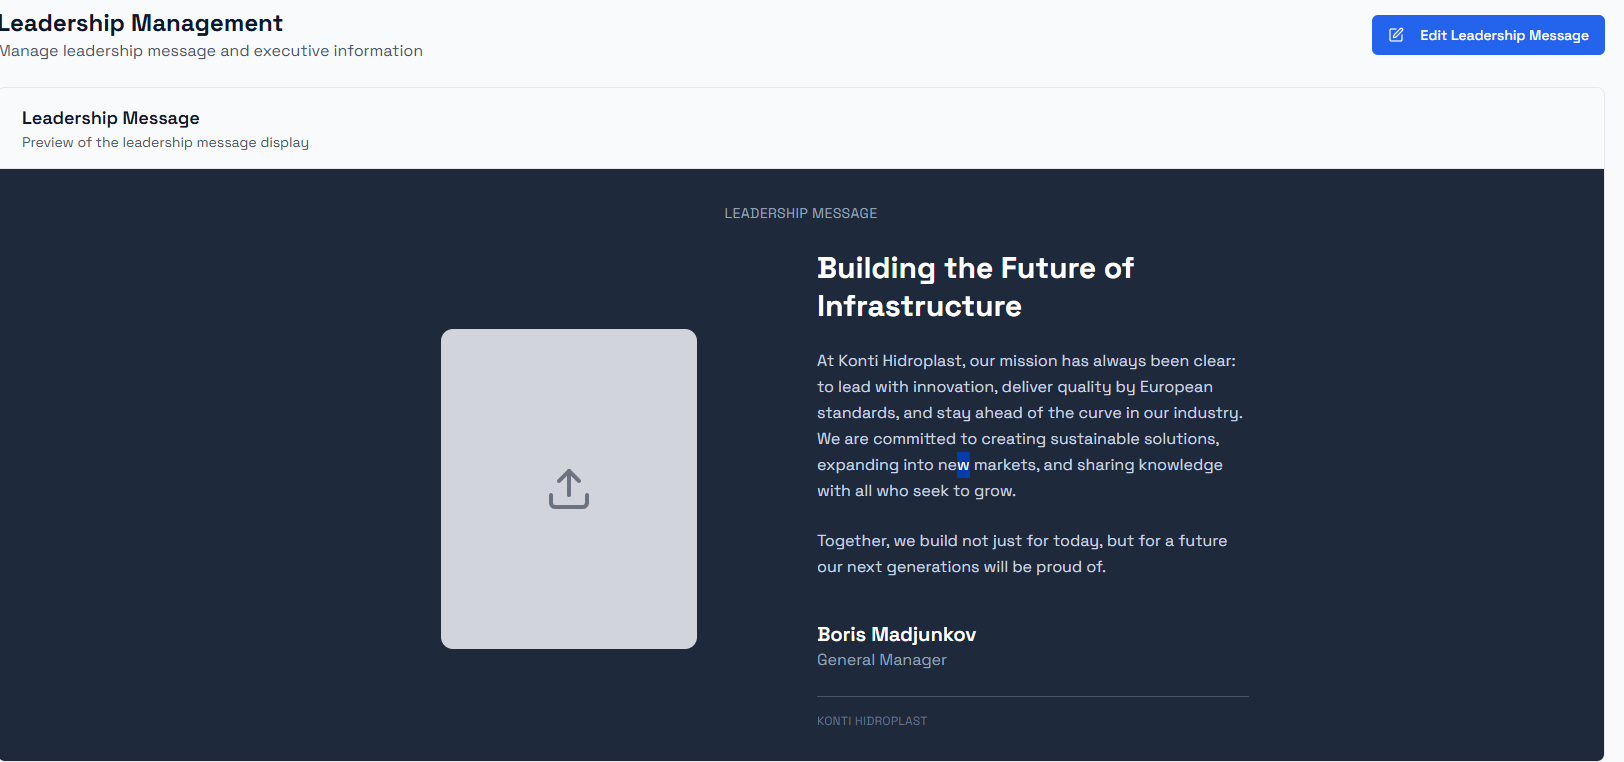 Leadership Management
Manage leadership message and executive information
Edit Leadership Message
Leadership Message
Preview of the leadership message display
LEADERSHIP MESSAGE
Building the Future of
Infrastructure
At Konti Hidroplast, our mission has always been clear:
to lead with innovation, deliver quality by European
standards, and stay ahead of the curve in our industry.
We are committed to creating sustainable solutions,
expanding into new markets, and sharing knowledge
with all who seek to grow.
Together, we build not just for today, but for a future
our next generations will be proud of.
Boris Madjunkov
General Manager
KONTI HIDROPLAST